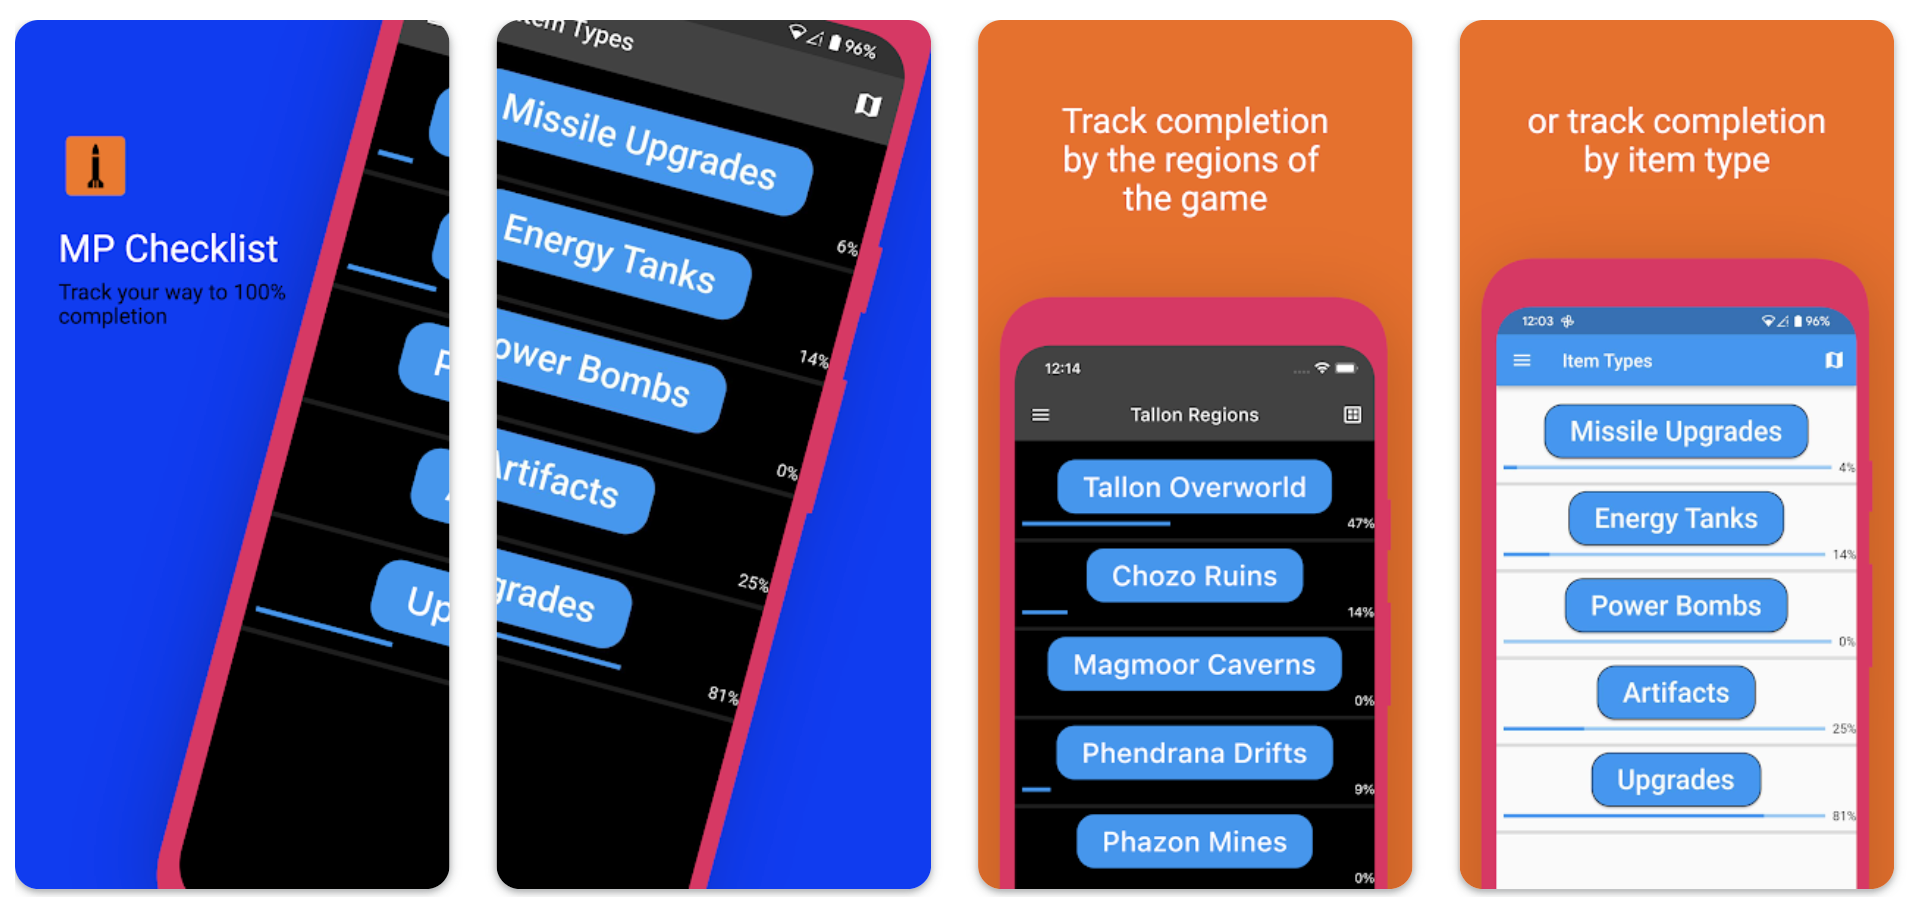 MP Checklist
Track your way to 100%
completion
P
Up
Item Types
96%
Missile Upgrades
6%
Energy Tanks
14%
ower Bombs
0%
Artifacts
25%
grades
81%
Track completion
by the regions of
the game
12:14
Tallon Regions
Tallon Overworld
47%
Chozo Ruins
14%
Magmoor Caverns
0%
Phendrana Drifts
9%
Phazon Mines
0%
or track completion
by item type
12:03 96%
Item Types
Missile Upgrades
4%
Energy Tanks
14%
Power Bombs
0%
Artifacts
25%
Upgrades
81%